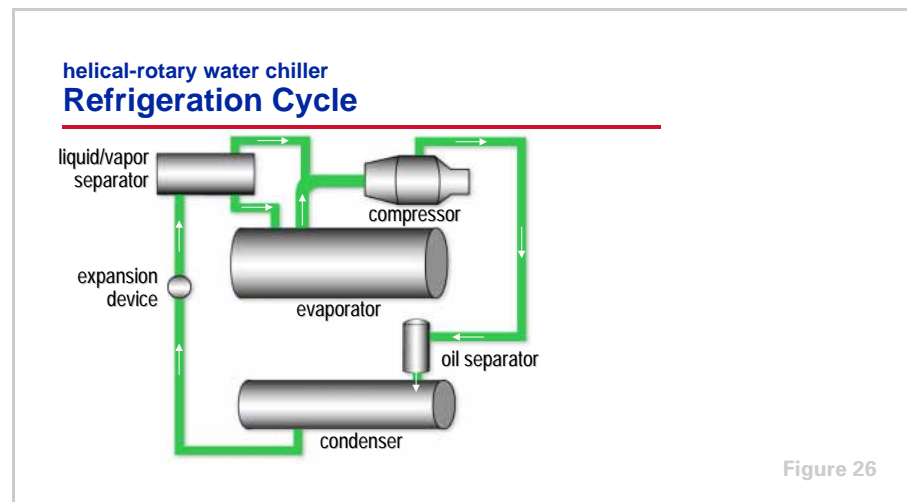 helical-rotary water chiller
Refrigeration Cycle
liquid/vapor
separator
compressor
expansion
device
evaporator
oil separator
condenser
Figure 26